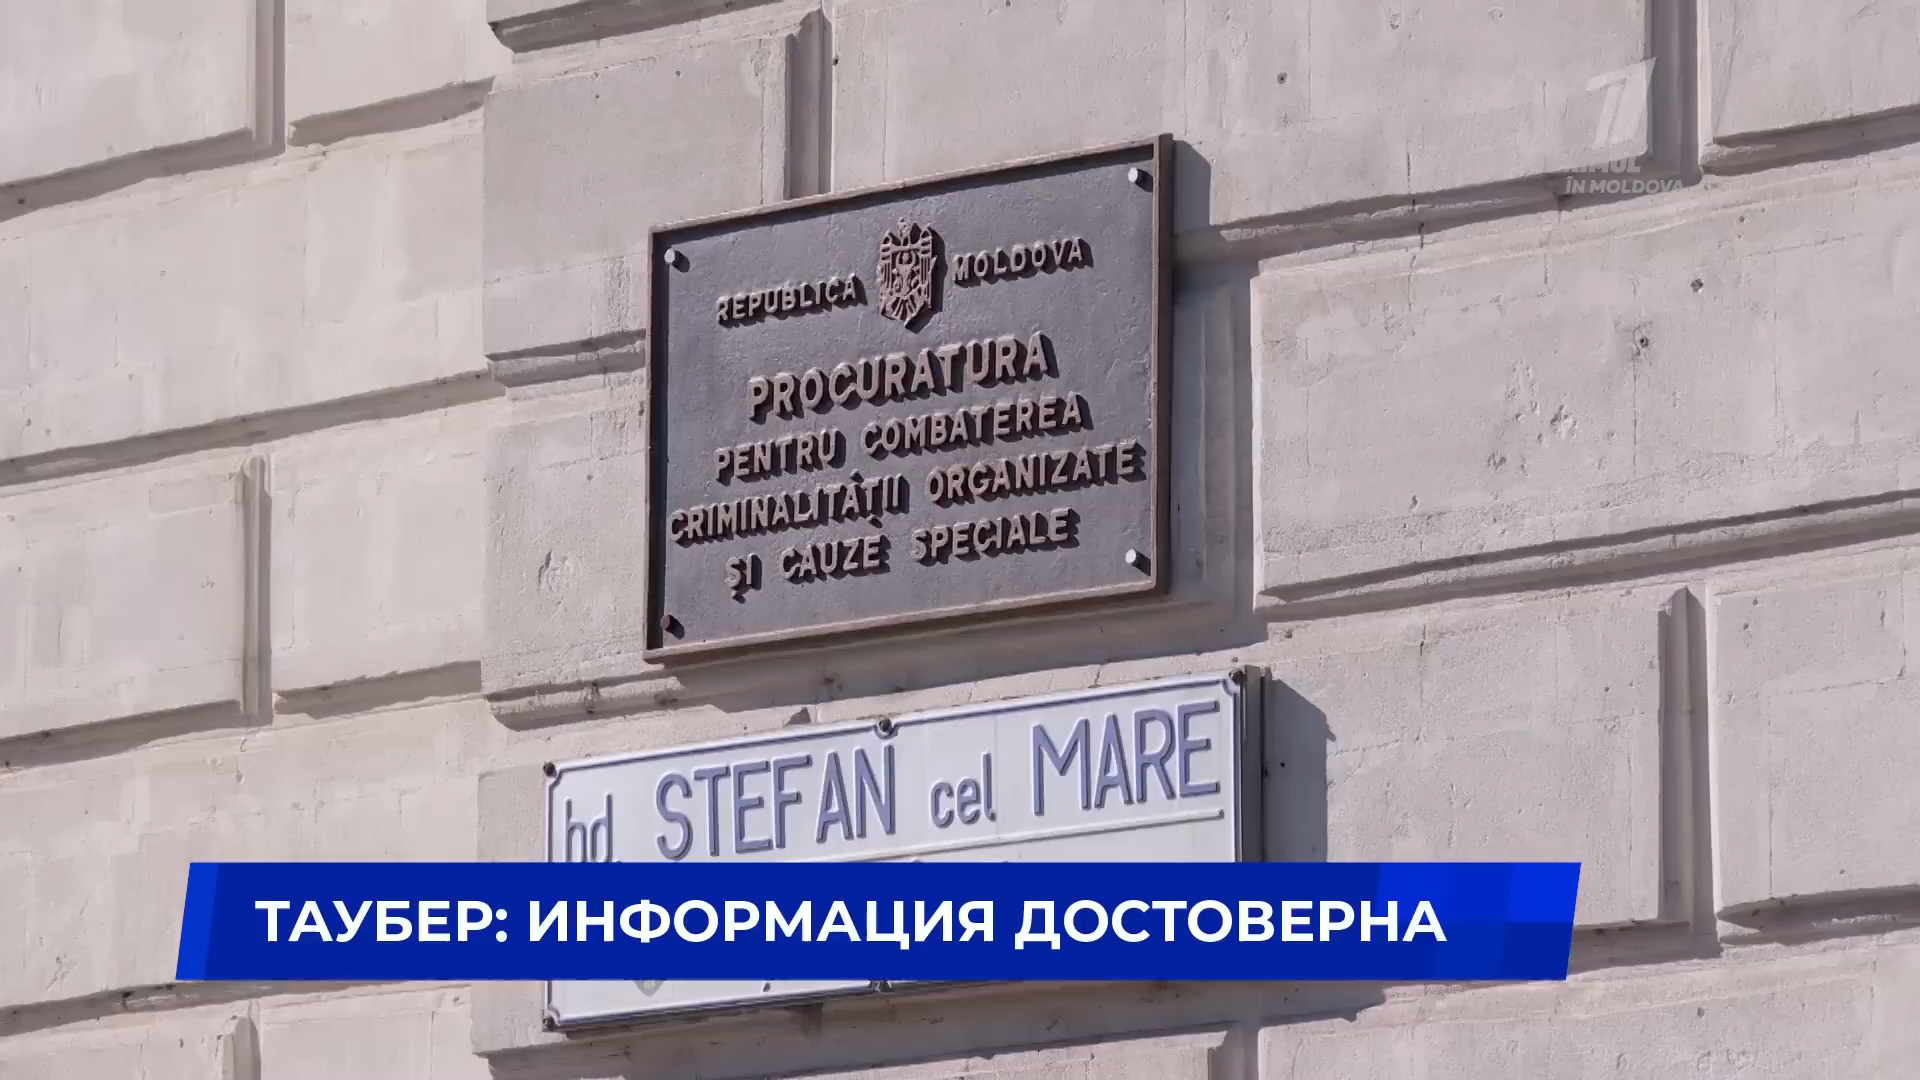 1
ÎN MOLDOVA
REPUBLICA MOLDOVA
PROCURATURA
PENTRU COMBATEREA
CRIMINALITĂȚII ORGANIZATE
ȘI CAUZE SPECIALE
bd. STEFAN cel MARE
ТАУБЕР: ИНФОРМАЦИЯ ДОСТОВЕРНА